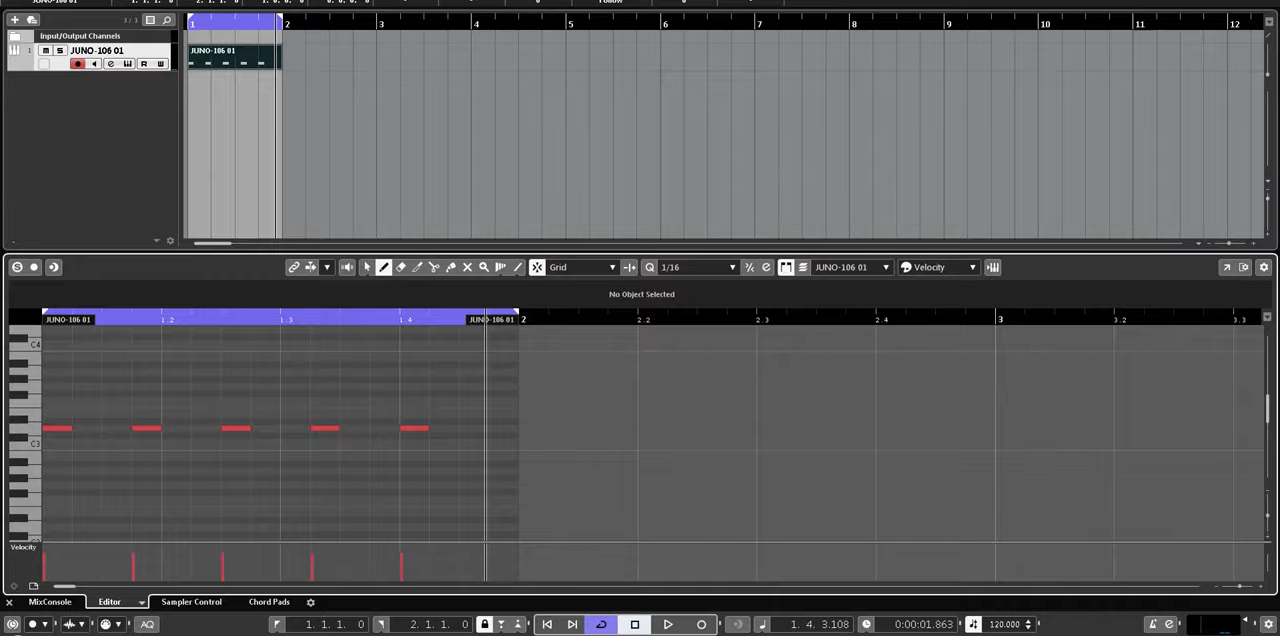 3 / 3
1 2 3 4 5 6 7 8 9 10 11 12
Input/Output Channels
1 m S JUNO-106 01
e R W
JUNO-106 01
Grid Q 1/16 JUNO-106 01 Velocity
No Object Selected
JUNO-106 01 1.2 1.3 1.4 JUNO-106 01 2 2.2 2.3 2.4 3 3.2 3.3
C4
C3
Velocity
MixConsole Editor Sampler Control Chord Pads
AQ 1. 1. 1. 0 2. 1. 1. 0 1. 4. 3.108 0:00:01.863 120.000